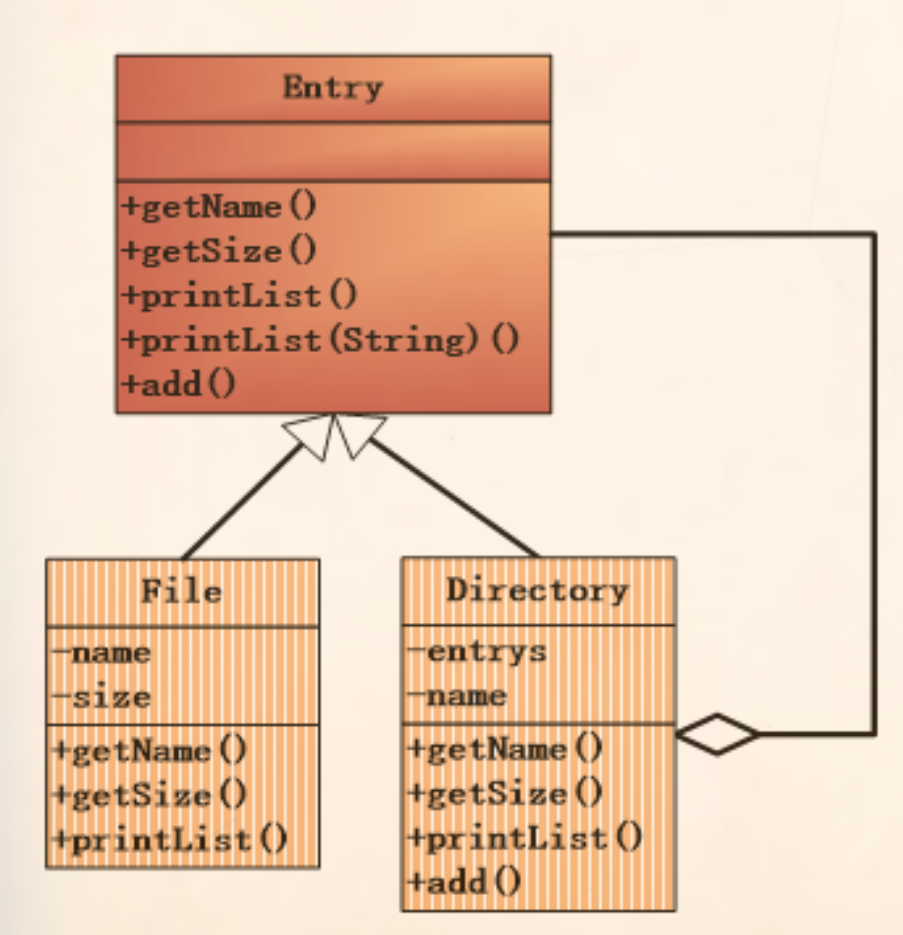 Entry
+getName()
+getSize()
+printList()
+printList(String)()
+add()
File
-name
-size
+getName()
+getSize()
+printList()
Directory
-entrys
-name
+getName()
+getSize()
+printList()
+add()